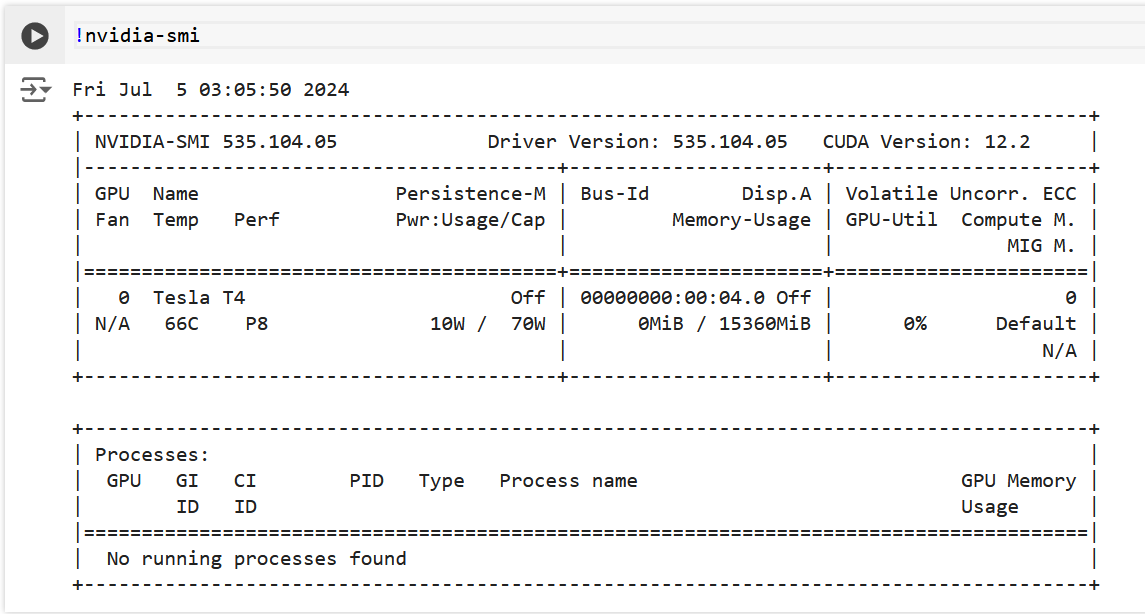 !nvidia-smi
Fri Jul  5 03:05:50 2024
+---------------------------------------------------------------------------------------+
| NVIDIA-SMI 535.104.05             Driver Version: 535.104.05   CUDA Version: 12.2     |
|-----------------------------------------+----------------------+----------------------+
| GPU  Name                 Persistence-M | Bus-Id        Disp.A | Volatile Uncorr. ECC |
| Fan  Temp   Perf          Pwr:Usage/Cap |         Memory-Usage | GPU-Util  Compute M. |
|                                         |                      |               MIG M. |
|=========================================+======================+======================|
|   0  Tesla T4                       Off | 00000000:00:04.0 Off |                    0 |
| N/A   66C    P8              10W /  70W |      0MiB / 15360MiB |      0%      Default |
|                                         |                      |                  N/A |
+-----------------------------------------+----------------------+----------------------+

+---------------------------------------------------------------------------------------+
| Processes:                                                                            |
|  GPU   GI   CI        PID   Type   Process name                            GPU Memory |
|        ID   ID                                                             Usage      |
|=======================================================================================|
|  No running processes found                                                           |
+---------------------------------------------------------------------------------------+